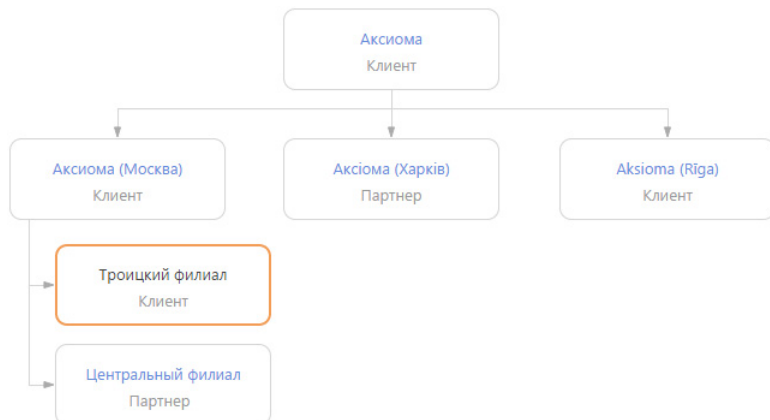 Аксиома
Клиент
Аксиома (Москва)
Клиент
Аксіома (Харків)
Партнер
Aksioma (Rīga)
Клиент
Троицкий филиал
Клиент
Центральный филиал
Партнер